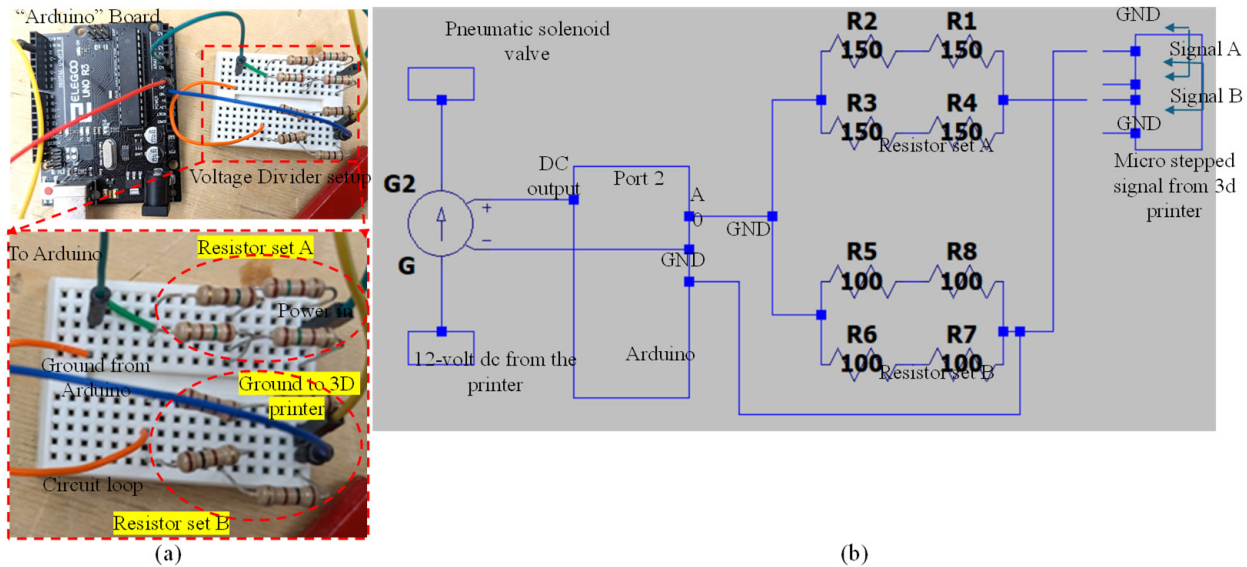 “Arduino” Board
ELEGOO
UNO R3
Voltage Divider setup
To Arduino
Resistor set A
Power in
Ground from
Arduino
Ground to 3D
printer
Circuit loop
Resistor set B
(a)
Pneumatic solenoid
valve
G2
+
−
G
12-volt dc from the
printer
DC
output
Port 2
A
0
GND
GND
Arduino
R2
150
R1
150
R3
150
R4
150
Resistor set A
R5
100
R8
100
R6
100
R7
100
Resistor set B
GND
Signal A
Signal B
GND
Micro stepped
signal from 3d
printer
(b)